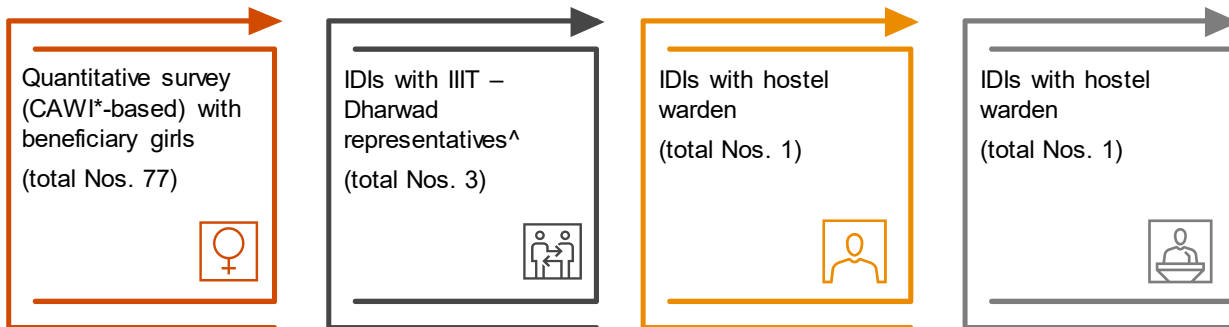 Quantitative survey
(CAWI*-based) with
beneficiary girls
(total Nos. 77)
IDIs with IIIT –
Dharwad
representatives^
(total Nos. 3)
IDIs with hostel
warden
(total Nos. 1)
IDIs with hostel
warden
(total Nos. 1)